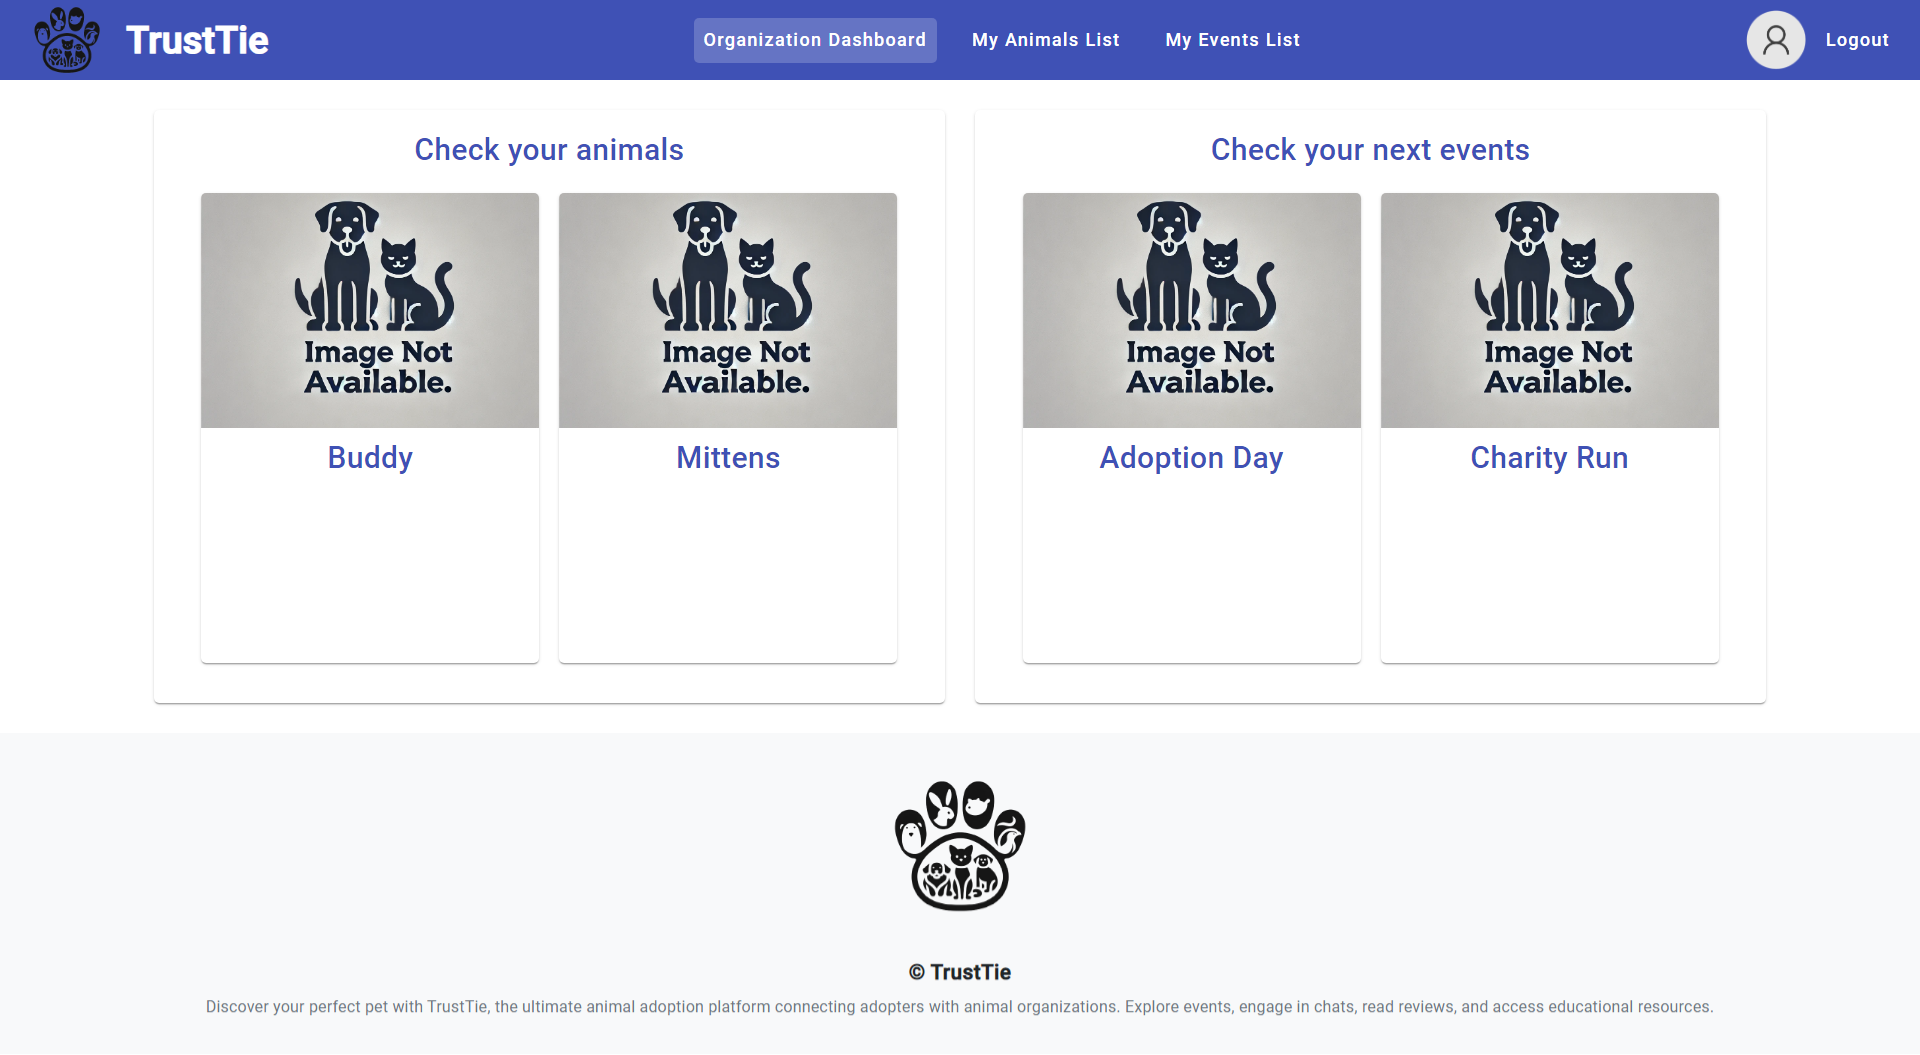 TrustTie
Organization Dashboard
My Animals List
My Events List
Logout
Check your animals
Image Not
Available.
Buddy
Image Not
Available.
Mittens
Check your next events
Image Not
Available.
Adoption Day
Image Not
Available.
Charity Run
© TrustTie
Discover your perfect pet with TrustTie, the ultimate animal adoption platform connecting adopters with animal organizations. Explore events, engage in chats, read reviews, and access educational resources.